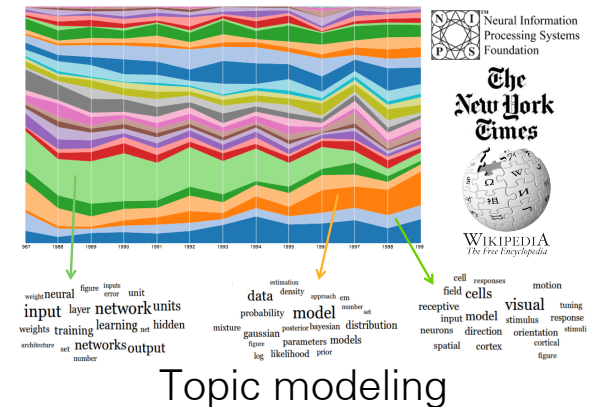 N I P S TM
Neural Information
Processing Systems
Foundation
The
New York
Times
Ω W И
WIKIPEDIA
The Free Encyclopedia
987 1988 1989 1990 1991 1992 1993 1994 1995 1996 1997 1998 199
weight neural figure inputs error unit
input layer network units
weights training learning net hidden
architecture set networks output
number
estimation
data density approach em
probability model number set
mixture gaussian posterior bayesian distribution
figure parameters models
log likelihood prior
cell responses motion
field cells
receptive visual tuning
input model stimulus response
neurons direction orientation stimuli
spatial cortex cortical
figure
Topic modeling